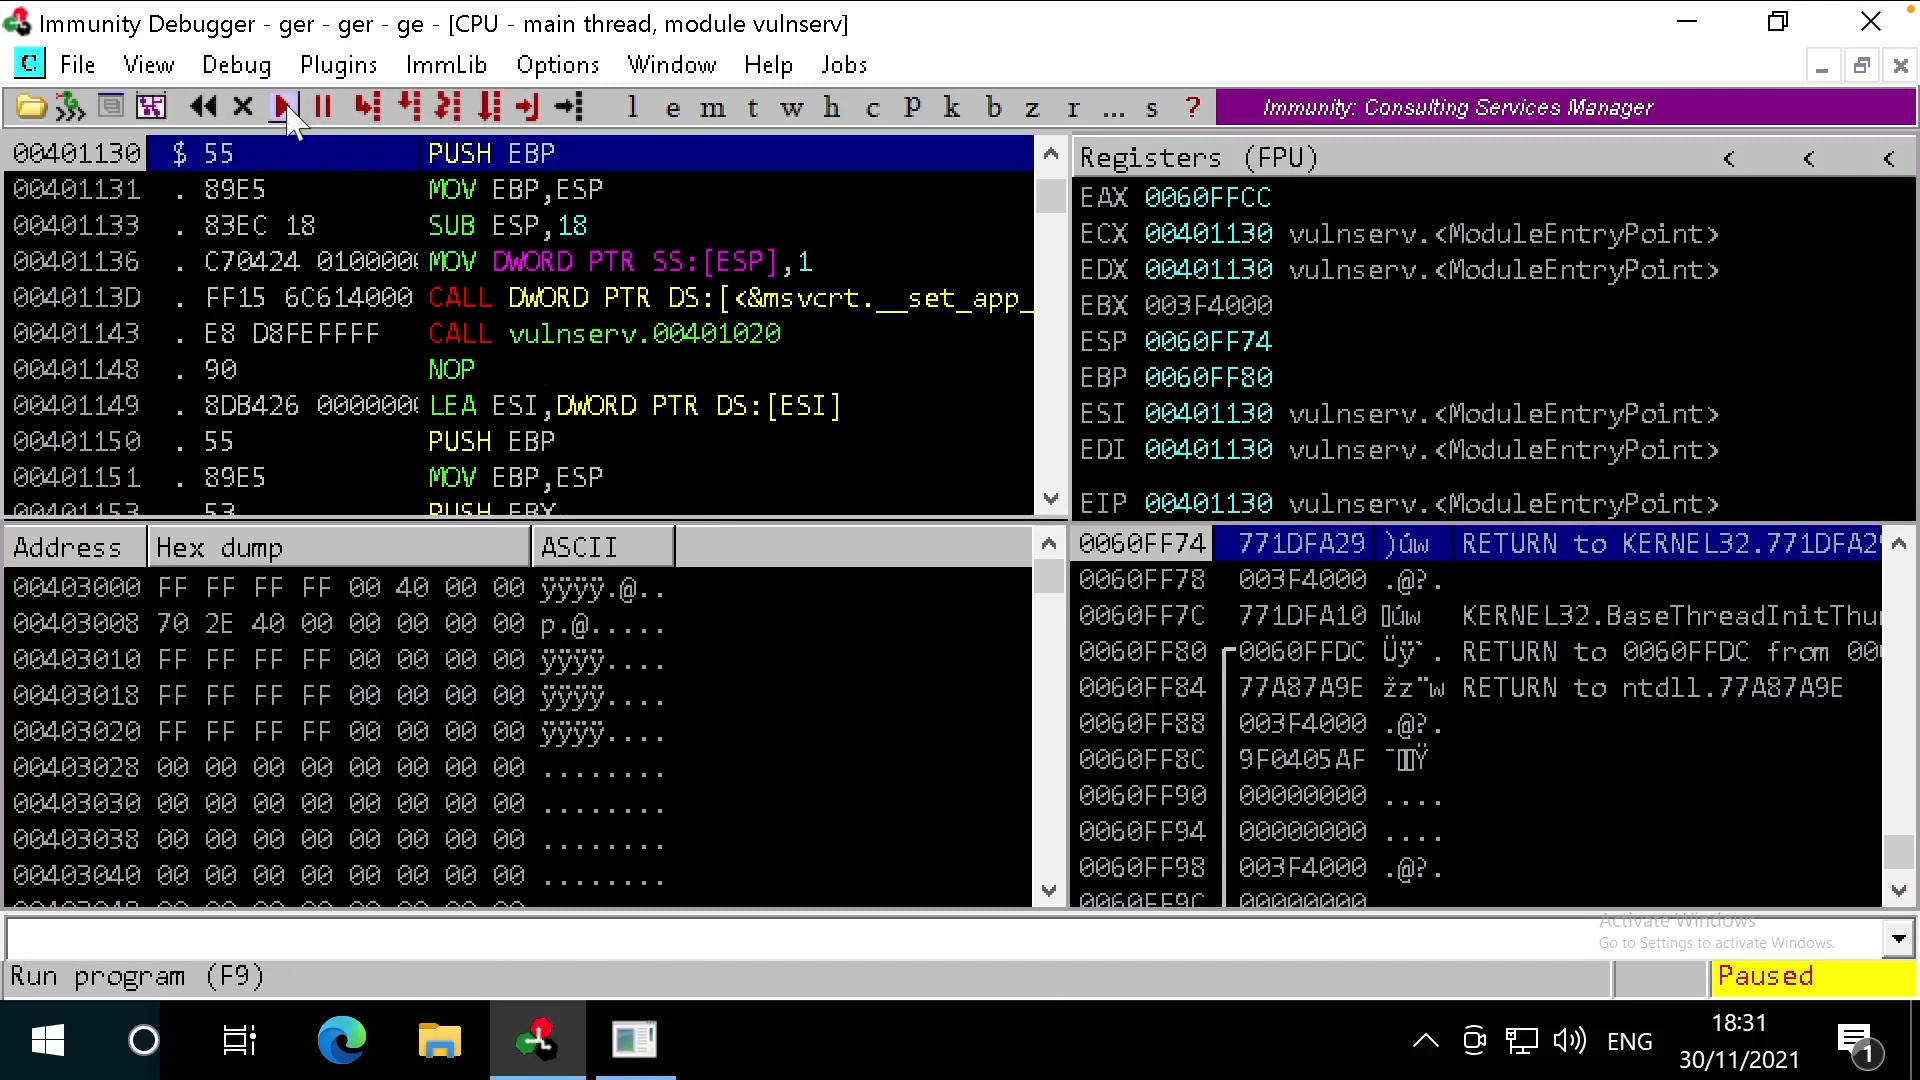 Immunity Debugger - ger - ger - ge - [CPU - main thread, module vulnserv]
C File View Debug Plugins ImmLib Options Window Help Jobs
l e m t w h c P k b z r ... s ? Immunity: Consulting Services Manager
00401130 $ 55 PUSH EBP
00401131 . 89E5 MOV EBP,ESP
00401133 . 83EC 18 SUB ESP,18
00401136 . C70424 0100000 MOV DWORD PTR SS:[ESP],1
0040113D . FF15 6C614000 CALL DWORD PTR DS:[<&msvcrt.__set_app_
00401143 . E8 D8FEFFFF CALL vulnserv.00401020
00401148 . 90 NOP
00401149 . 8DB426 0000000 LEA ESI,DWORD PTR DS:[ESI]
00401150 . 55 PUSH EBP
00401151 . 89E5 MOV EBP,ESP
00401153 . 53 PUSH EBX
Registers (FPU) < < <
EAX 0060FFCC
ECX 00401130 vulnserv.<ModuleEntryPoint>
EDX 00401130 vulnserv.<ModuleEntryPoint>
EBX 003F4000
ESP 0060FF74
EBP 0060FF80
ESI 00401130 vulnserv.<ModuleEntryPoint>
EDI 00401130 vulnserv.<ModuleEntryPoint>
EIP 00401130 vulnserv.<ModuleEntryPoint>
Address Hex dump ASCII
00403000 FF FF FF FF 00 40 00 00 ÿÿÿÿ.@..
00403008 70 2E 40 00 00 00 00 00 p.@.....
00403010 FF FF FF FF 00 00 00 00 ÿÿÿÿ....
00403018 FF FF FF FF 00 00 00 00 ÿÿÿÿ....
00403020 FF FF FF FF 00 00 00 00 ÿÿÿÿ....
00403028 00 00 00 00 00 00 00 00 ........
00403030 00 00 00 00 00 00 00 00 ........
00403038 00 00 00 00 00 00 00 00 ........
00403040 00 00 00 00 00 00 00 00 ........
0060FF74 771DFA29 )úw RETURN to KERNEL32.771DFA2
0060FF78 003F4000 .@?.
0060FF7C 771DFA10 úw KERNEL32.BaseThreadInitThu
0060FF80 0060FFDC Üÿ`. RETURN to 0060FFDC from 00
0060FF84 77A87A9E žz¨w RETURN to ntdll.77A87A9E
0060FF88 003F4000 .@?.
0060FF8C 9F0405AF
0060FF90 00000000 ....
0060FF94 00000000 ....
0060FF98 003F4000 .@?.
0060FF9C 00000000
Activate Windows
Go to Settings to activate Windows.
Run program (F9) Paused
ENG 18:31
30/11/2021
1